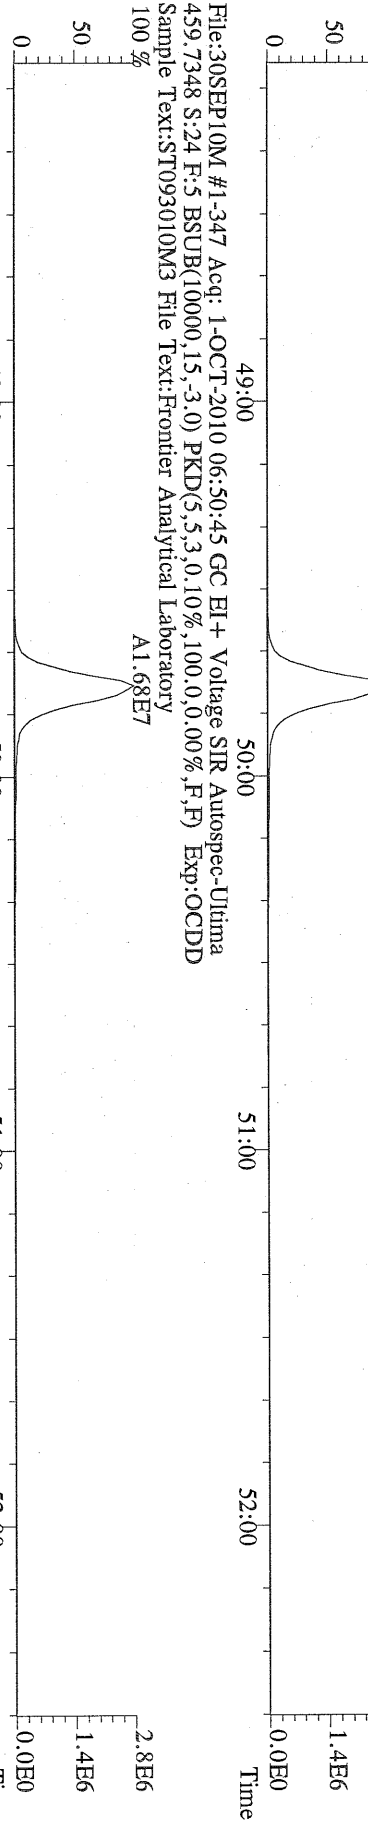 50
0
1.4E6
0.0E0
49:00
50:00
51:00
52:00
Time
File:30SEP10M #1-347 Acq: 1-OCT-2010 06:50:45 GC EI+ Voltage SIR Autospec-Ultima
459.7348 S:24 F:5 BSUB(10000,15,-3.0) PKD(5,5,3,0.10%,100.0,0.00%,F,F) Exp:OCDD
Sample Text:ST093010M3 File Text:Frontier Analytical Laboratory
100 %
A1.68E7
2.8E6
50
1.4E6
0
0.0E0